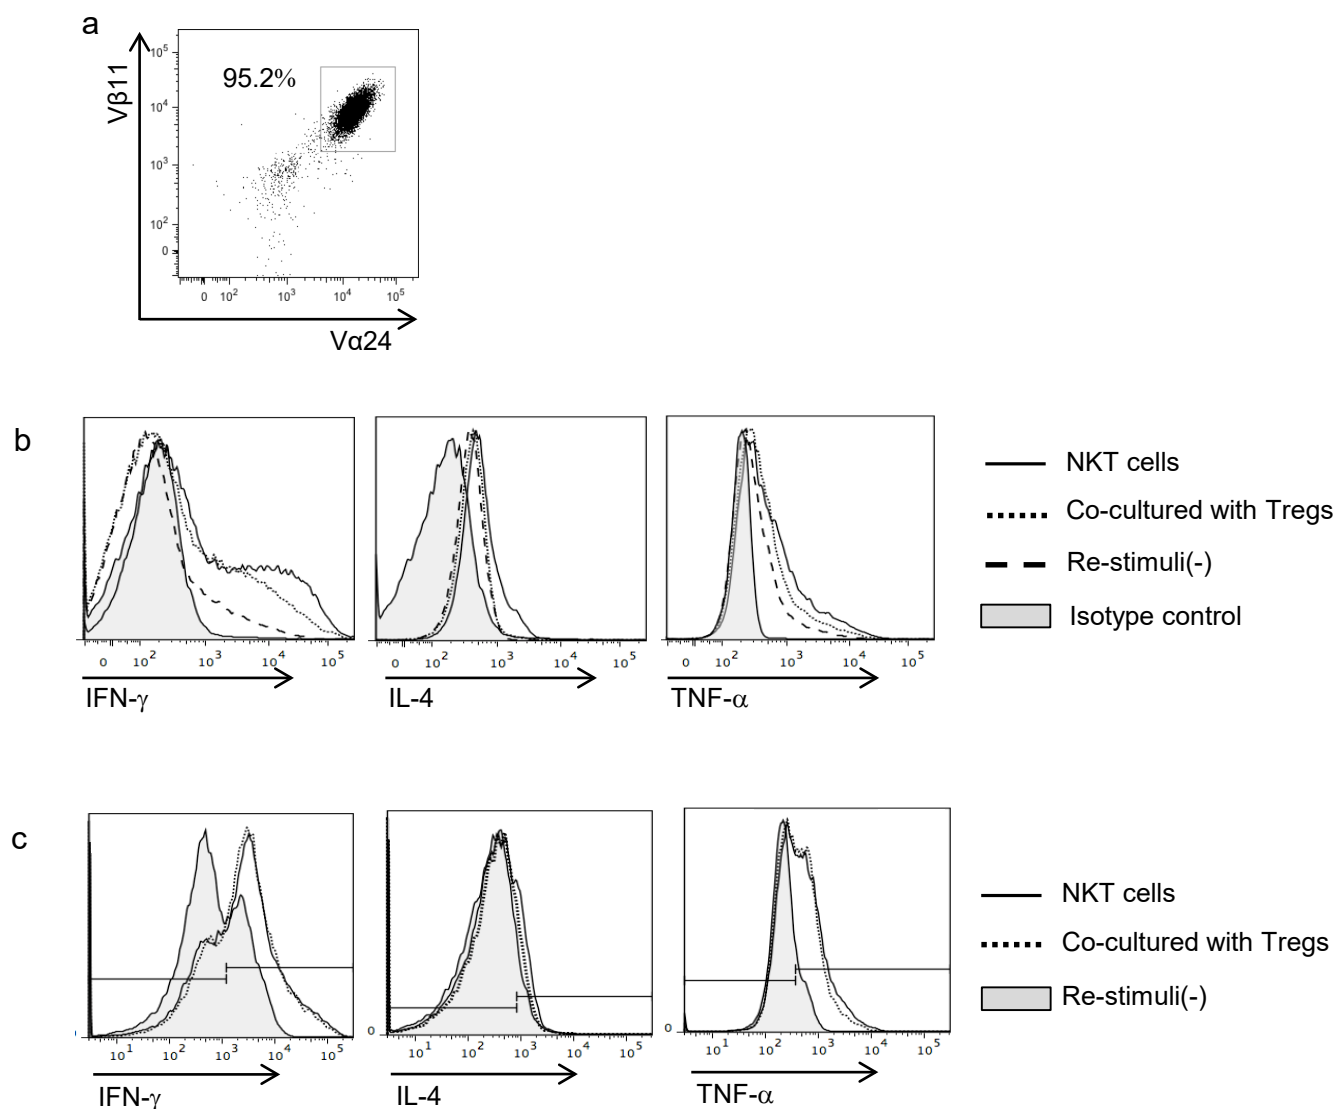 a
Vβ11
95.2%
10⁵
10⁴
10³
10²
0
0 10² 10³ 10⁴ 10⁵
Vα24
b
0 10² 10³ 10⁴ 10⁵
IFN-γ
0 10² 10³ 10⁴ 10⁵
IL-4
0 10² 10³ 10⁴ 10⁵
TNF-α
NKT cells
Co-cultured with Tregs
Re-stimuli(-)
Isotype control
c
10¹ 10² 10³ 10⁴ 10⁵
IFN-γ
0
10¹ 10² 10³ 10⁴ 10⁵
IL-4
0
10¹ 10² 10³ 10⁴ 10⁵
TNF-α
NKT cells
Co-cultured with Tregs
Re-stimuli(-)